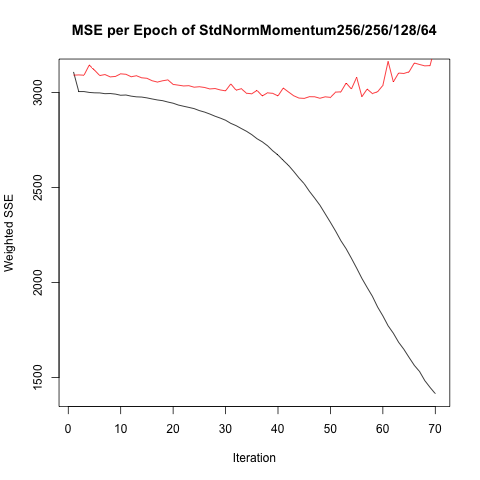 MSE per Epoch of StdNormMomentum256/256/128/64
Weighted SSE
3000
2500
2000
1500
0 10 20 30 40 50 60 70
Iteration